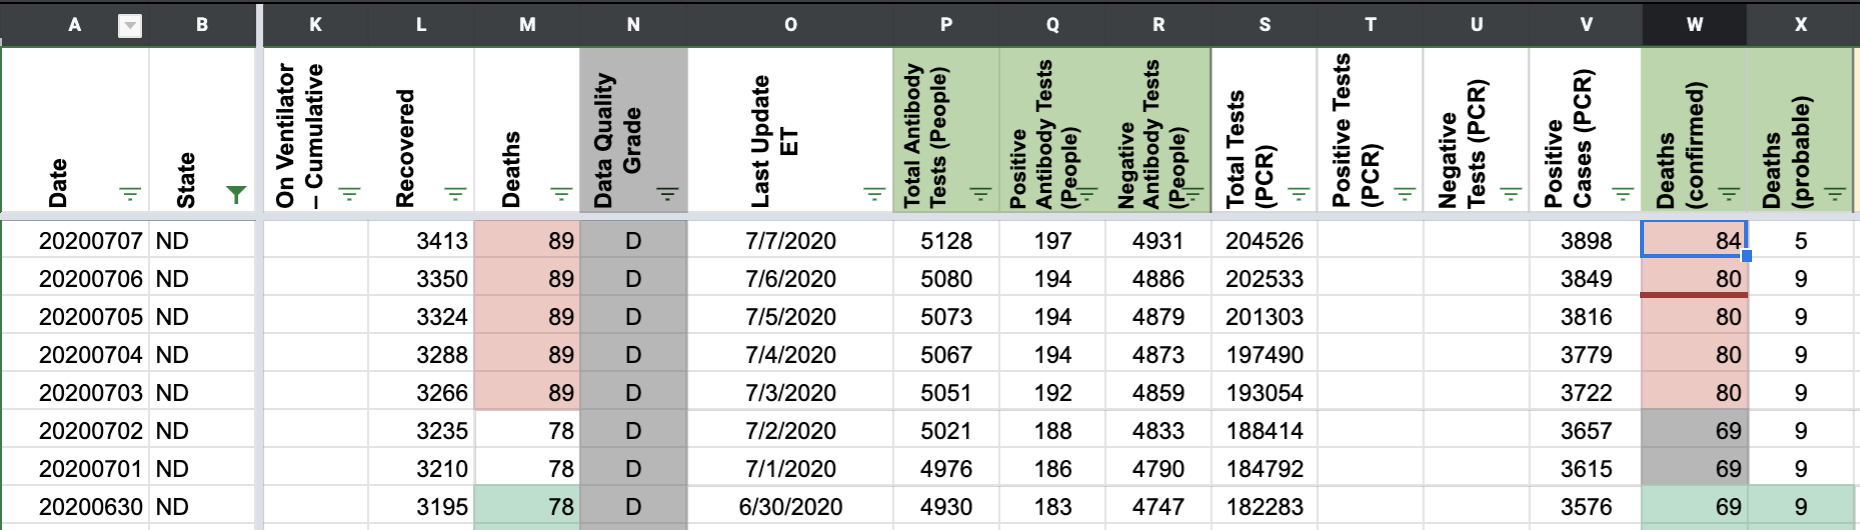 A B K L M N O P Q R S T U V W X
Date State On Ventilator – Cumulative Recovered Deaths Data Quality Grade Last Update ET Total Antibody Tests (People) Positive Antibody Tests (People) Negative Antibody Tests (People) Total Tests (PCR) Positive Tests (PCR) Negative Tests (PCR) Positive Cases (PCR) Deaths (confirmed) Deaths (probable)
20200707 ND 3413 89 D 7/7/2020 5128 197 4931 204526 3898 84 5
20200706 ND 3350 89 D 7/6/2020 5080 194 4886 202533 3849 80 9
20200705 ND 3324 89 D 7/5/2020 5073 194 4879 201303 3816 80 9
20200704 ND 3288 89 D 7/4/2020 5067 194 4873 197490 3779 80 9
20200703 ND 3266 89 D 7/3/2020 5051 192 4859 193054 3722 80 9
20200702 ND 3235 78 D 7/2/2020 5021 188 4833 188414 3657 69 9
20200701 ND 3210 78 D 7/1/2020 4976 186 4790 184792 3615 69 9
20200630 ND 3195 78 D 6/30/2020 4930 183 4747 182283 3576 69 9